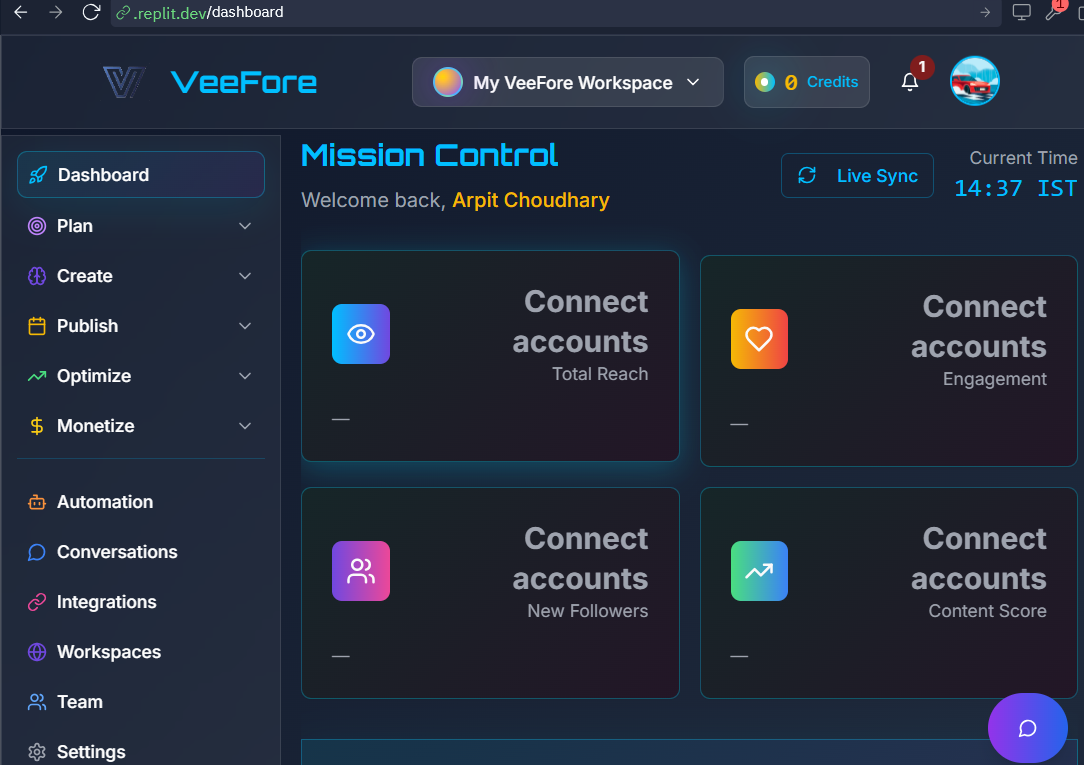 .replit.dev/dashboard
1
VeeFore
My VeeFore Workspace
0 Credits
1
Dashboard
Plan
Create
Publish
Optimize
Monetize
Automation
Conversations
Integrations
Workspaces
Team
Settings
Mission Control
Welcome back, Arpit Choudhary
Live Sync
Current Time
14:37 IST
Connect
accounts
Total Reach
—
Connect
accounts
Engagement
—
Connect
accounts
New Followers
—
Connect
accounts
Content Score
—